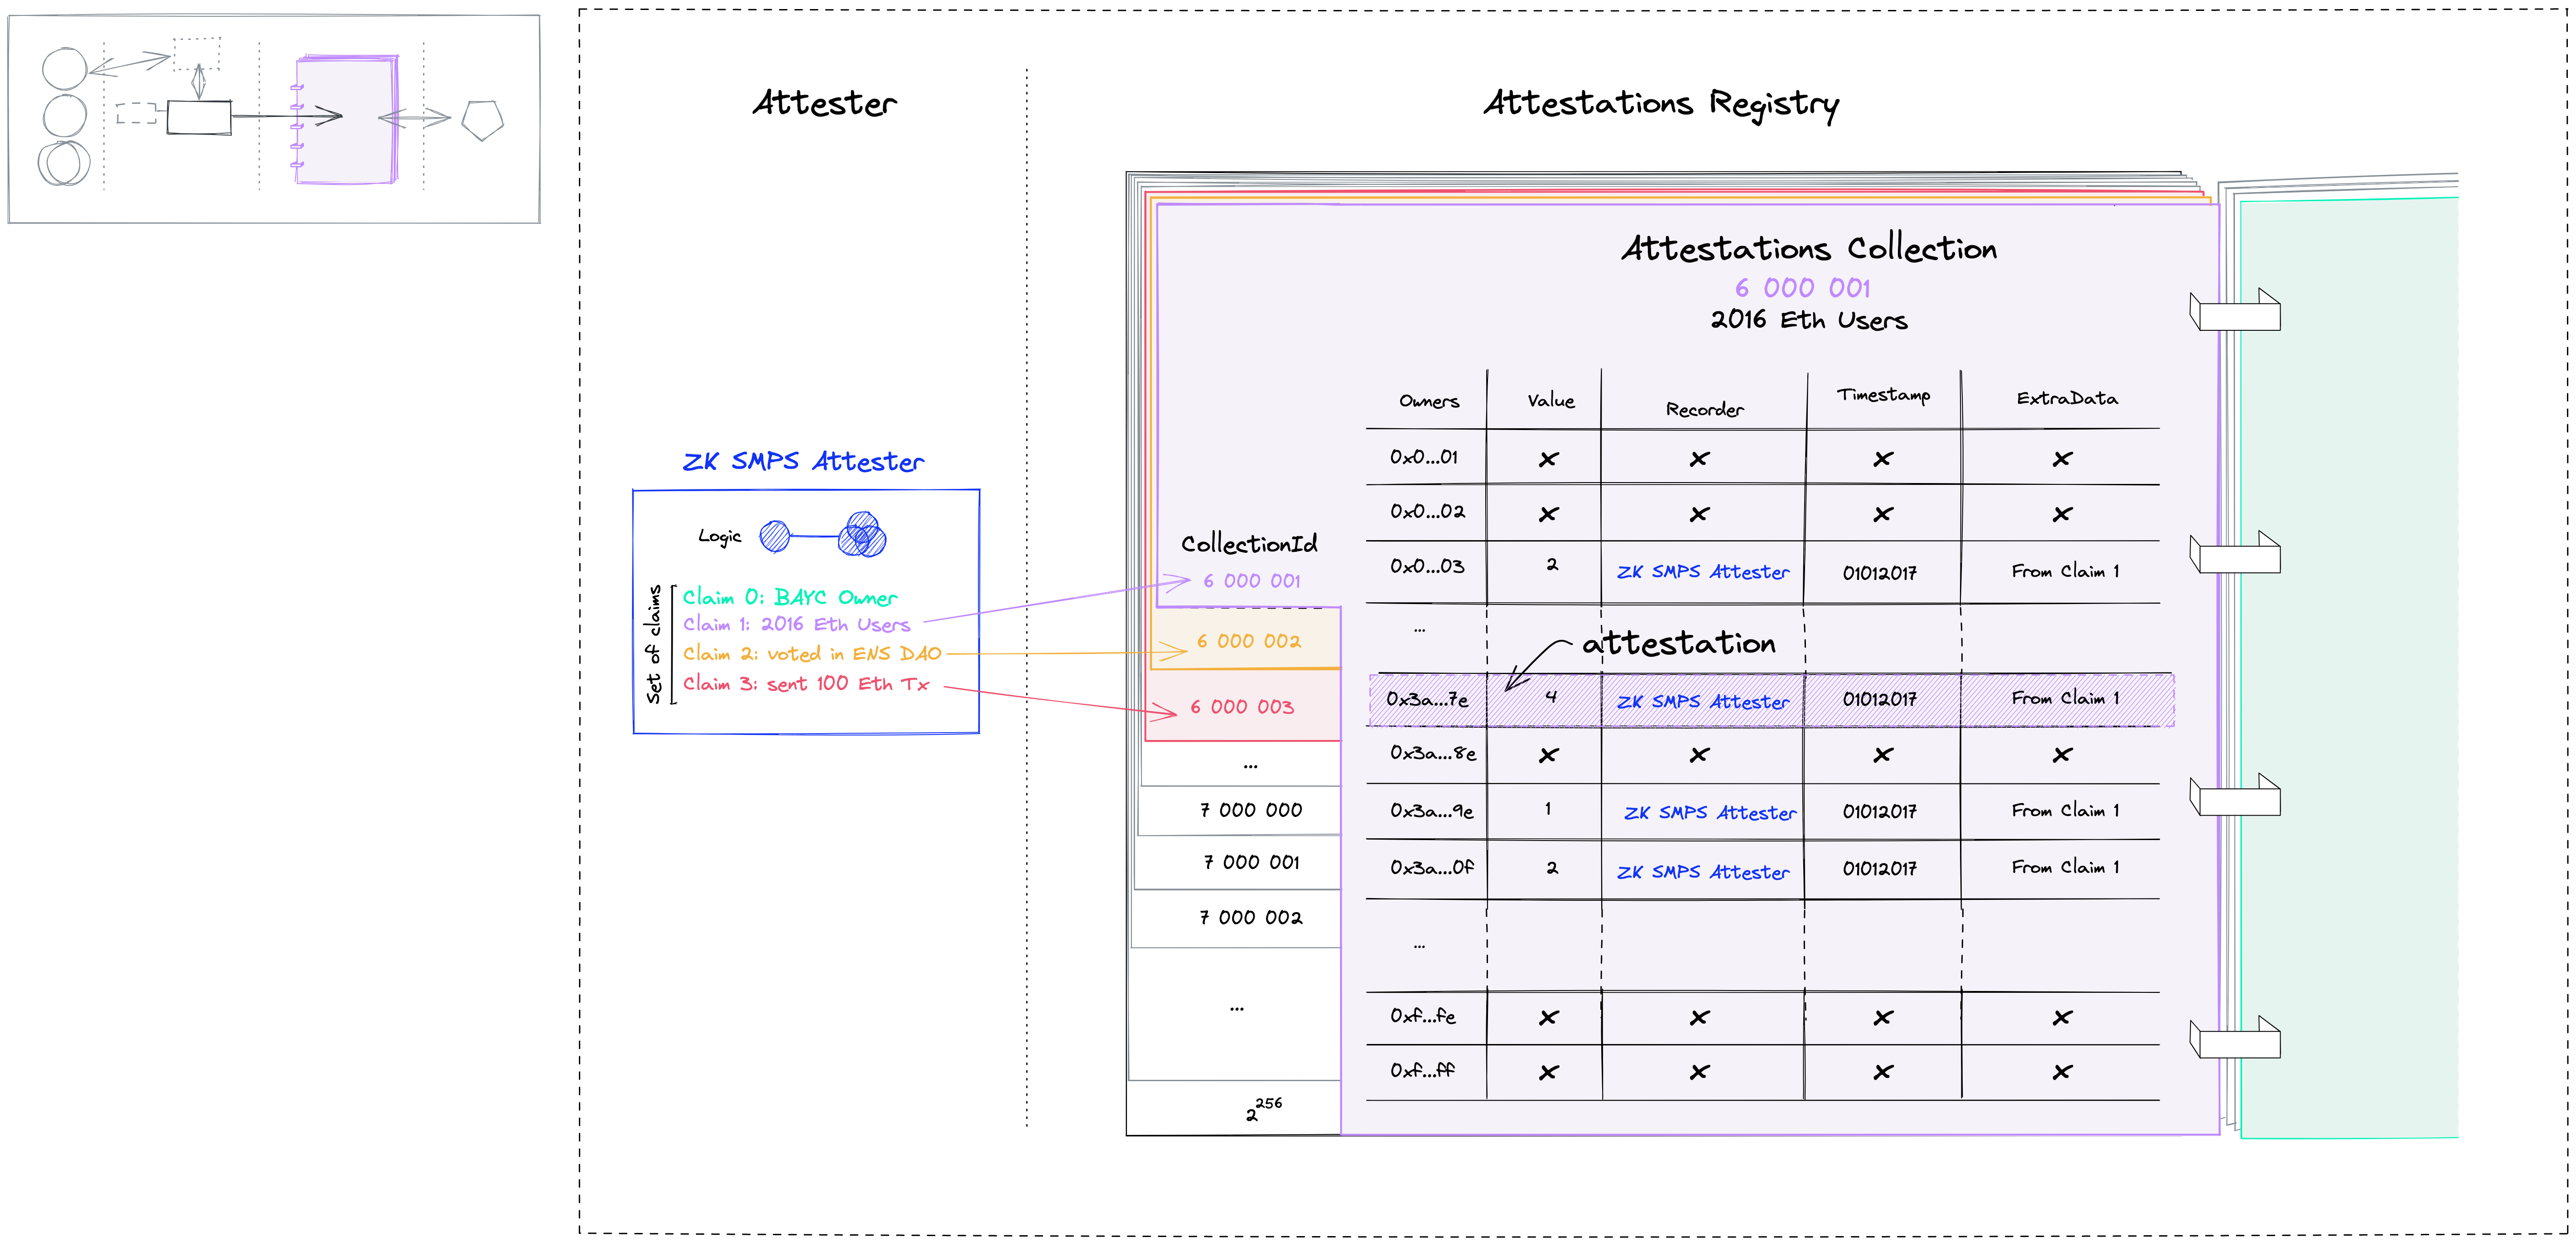 Attester
Attestations Registry
ZK SMPS Attester
Logic
Set of claims
Claim 0: BAYC Owner
Claim 1: 2016 Eth Users
Claim 2: voted in ENS DAO
Claim 3: sent 100 Eth Tx
CollectionId
6 000 001
6 000 002
6 000 003
...
7 000 000
7 000 001
7 000 002
...
2^256
Attestations Collection
6 000 001
2016 Eth Users
Owners Value Recorder Timestamp ExtraData
0x0...01 x x x x
0x0...02 x x x x
0x0...03 2 ZK SMPS Attester 01012017 From Claim 1
...
attestation
0x3a...7e 4 ZK SMPS Attester 01012017 From Claim 1
0x3a...8e x x x x
0x3a...9e 1 ZK SMPS Attester 01012017 From Claim 1
0x3a...0f 2 ZK SMPS Attester 01012017 From Claim 1
...
0xf...fe x x x x
0xf...ff x x x x